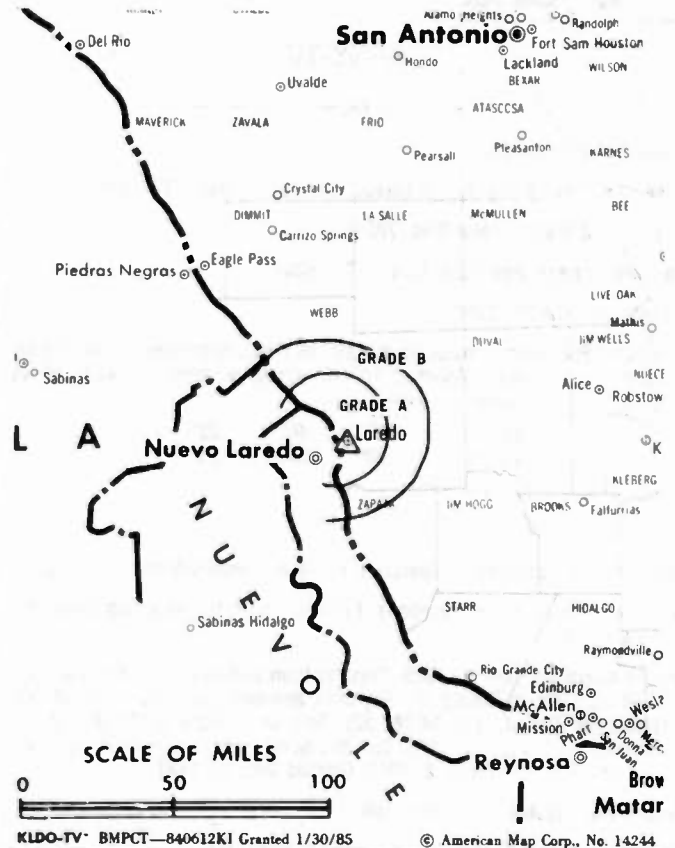 Alamo Heights
Randolph
San Antonio
Fort Sam Houston
Del Rio
Hondo
Lackland
BEXAR
WILSON
Uvalde
ATASCCSA
MAVERICK
ZAVALA
FRIO
Pleasanton
KARNES
Pearsall
Crystal City
BEE
DIMMIT
LA SALLE
McMULLEN
Carrizo Springs
Eagle Pass
Piedras Negras
LIVE OAK
WEBB
Mathis
DUVAL
JIM WELLS
GRADE B
Sabinas
NUECE
Alice
Robstow
GRADE A
L A
Laredo
K
Nuevo Laredo
KLEBERG
ZAPATA
JIM HOGG
BROOKS
Falfurrias
N U E V O L E
STARR
HIDALGO
Sabinas Hidalgo
Raymondville
Rio Grande City
Edinburg
McAllen
Mission
Pharr
San Juan
Donna
Wesla
Merc
SCALE OF MILES
Reynosa
0 50 100
Brow
Matar
KLDO-TV BMPCT—840612KI Granted 1/30/85
© American Map Corp., No. 14244